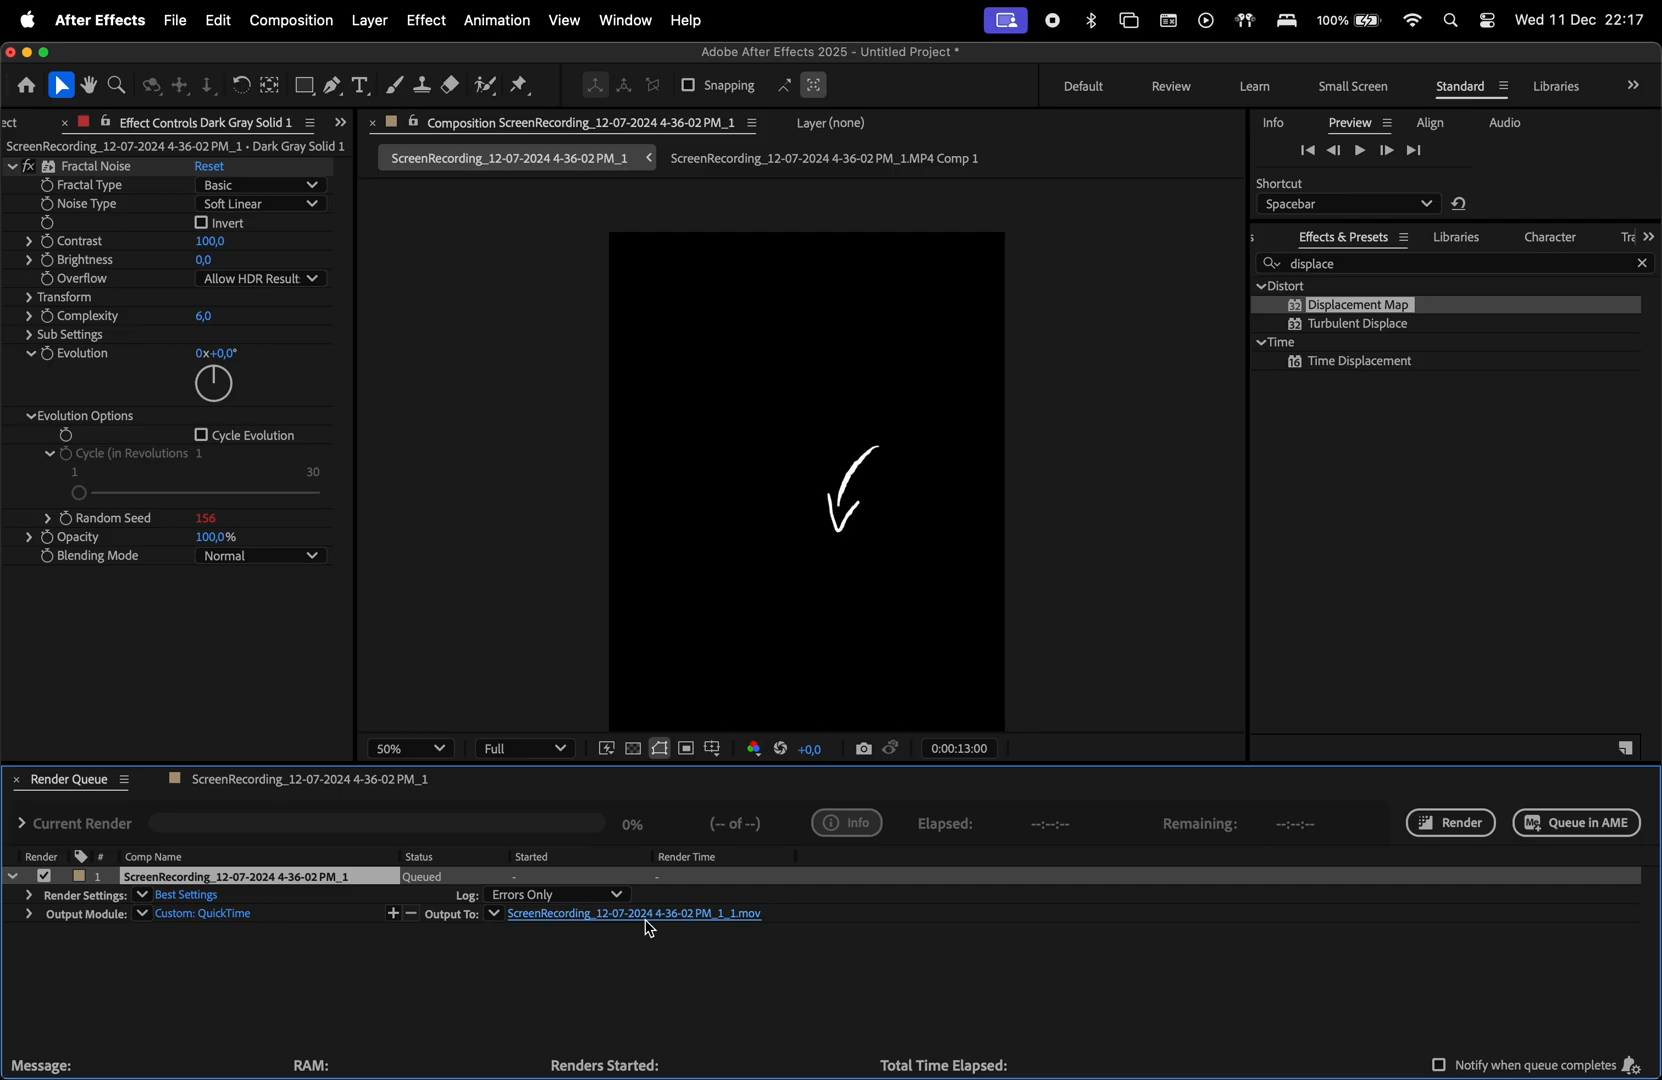 After Effects File Edit Composition Layer Effect Animation View Window Help 100% Wed 11 Dec 22:17
Adobe After Effects 2025 - Untitled Project *
T Snapping Default Review Learn Small Screen Standard Libraries
ect × Effect Controls Dark Gray Solid 1 × Composition ScreenRecording_12-07-2024 4-36-02 PM_1 Layer (none) Info Preview Align Audio
ScreenRecording_12-07-2024 4-36-02 PM_1 • Dark Gray Solid 1
ScreenRecording_12-07-2024 4-36-02 PM_1 ScreenRecording_12-07-2024 4-36-02 PM_1.MP4 Comp 1
fx Fractal Noise Reset
Fractal Type Basic
Noise Type Soft Linear
Invert
Contrast 100,0
Brightness 0,0
Overflow Allow HDR Result:
Transform
Complexity 6,0
Sub Settings
Evolution 0x+0,0°
Evolution Options
Cycle Evolution
Cycle (in Revolutions 1
1 30
Random Seed 156
Opacity 100,0%
Blending Mode Normal
Shortcut
Spacebar
s Effects & Presets Libraries Character Tra
displace
Distort
32 Displacement Map
32 Turbulent Displace
Time
16 Time Displacement
50% Full +0,0 0:00:13:00
× Render Queue ScreenRecording_12-07-2024 4-36-02 PM_1
Current Render 0% (-- of --) Info Elapsed: --:--:-- Remaining: --:--:-- Render Me Queue in AME
Render # Comp Name Status Started Render Time
1 ScreenRecording_12-07-2024 4-36-02 PM_1 Queued - -
Render Settings: Best Settings Log: Errors Only
Output Module: Custom: QuickTime + − Output To: ScreenRecording_12-07-2024 4-36-02 PM_1_1.mov
Message: RAM: Renders Started: Total Time Elapsed: Notify when queue completes